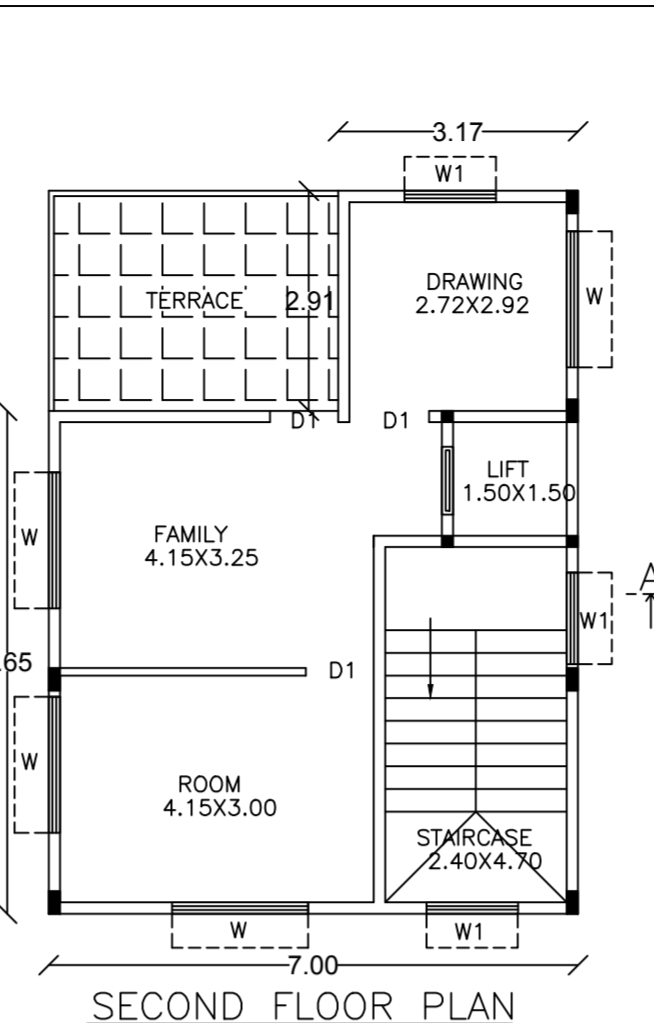 3.17
W1
DRAWING
2.72X2.92
W
TERRACE
2.91
D1
D1
LIFT
1.50X1.50
W
FAMILY
4.15X3.25
A
W1
.65
D1
W
ROOM
4.15X3.00
STAIRCASE
2.40X4.70
W
W1
7.00
SECOND FLOOR PLAN